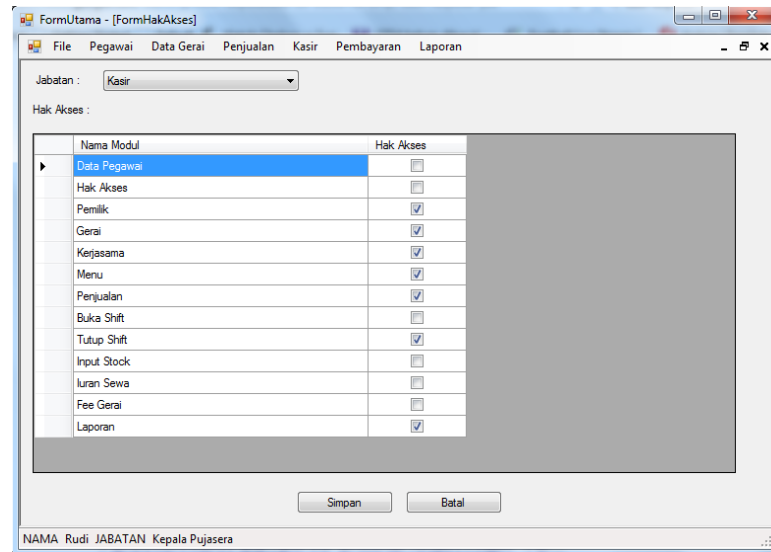 FormUtama - [FormHakAkses]
File Pegawai Data Gerai Penjualan Kasir Pembayaran Laporan
Jabatan : Kasir
Hak Akses :
Nama Modul Hak Akses
Data Pegawai
Hak Akses
Pemilik
Gerai
Kerjasama
Menu
Penjualan
Buka Shift
Tutup Shift
Input Stock
Iuran Sewa
Fee Gerai
Laporan
Simpan Batal
NAMA Rudi JABATAN Kepala Pujasera